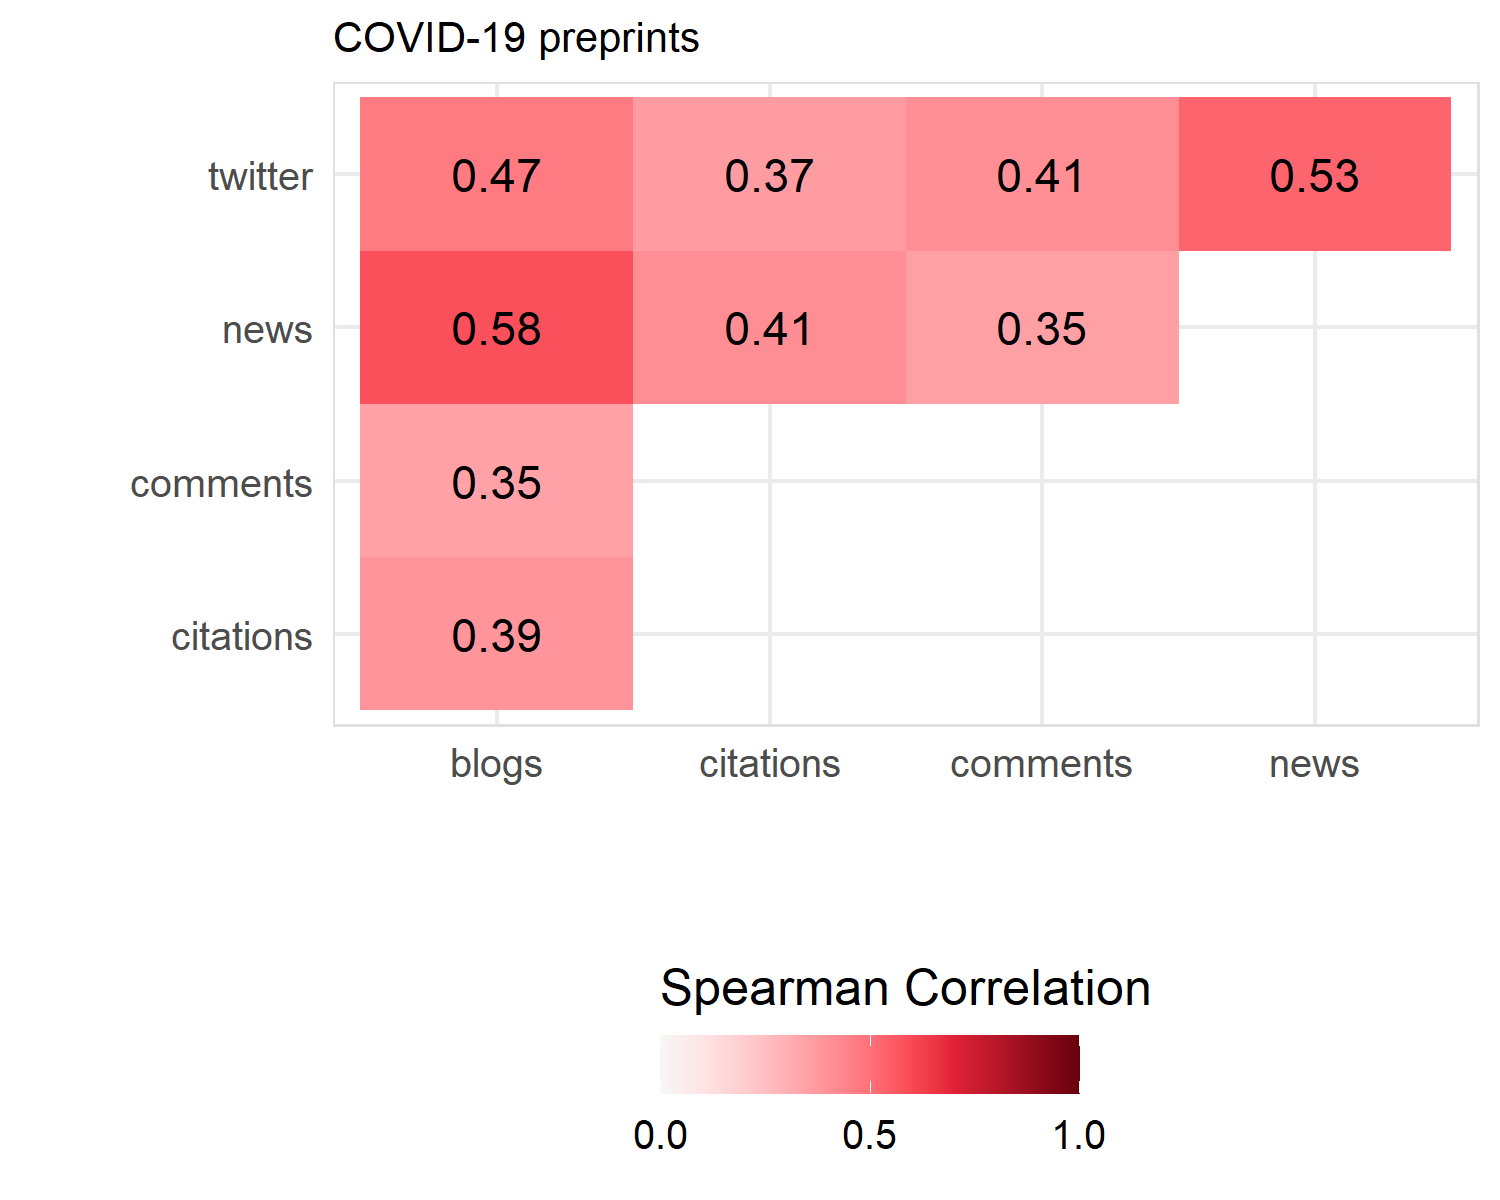 COVID-19 preprints
twitter 0.47 0.37 0.41 0.53
news 0.58 0.41 0.35
comments 0.35
citations 0.39
blogs citations comments news
Spearman Correlation
0.0 0.5 1.0